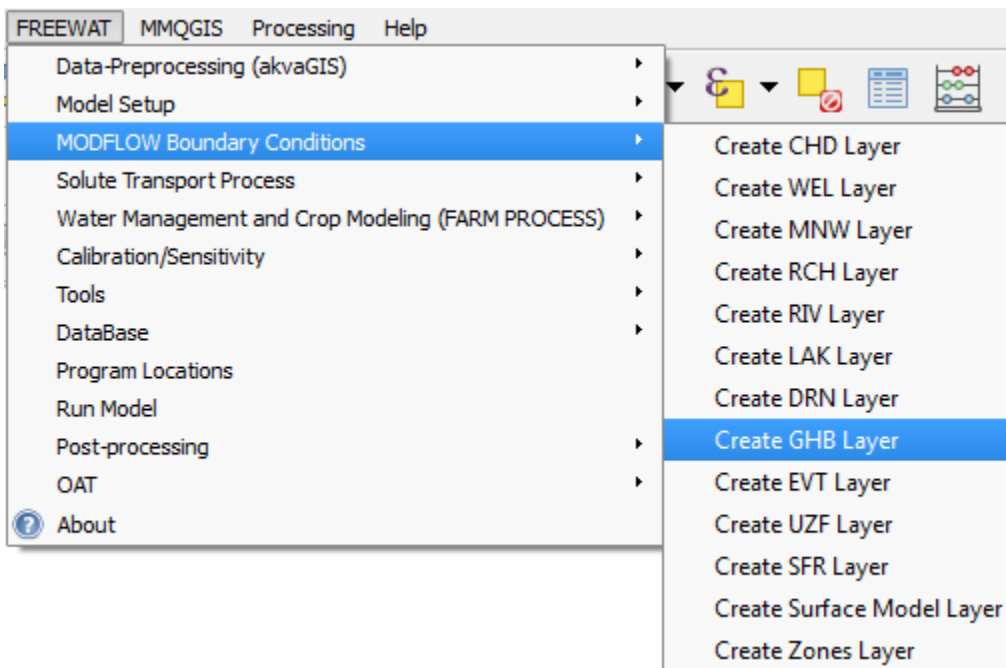 FREEWAT MMQGIS Processing Help
Data-Preprocessing (akvaGIS)
Model Setup
MODFLOW Boundary Conditions
Solute Transport Process
Water Management and Crop Modeling (FARM PROCESS)
Calibration/Sensitivity
Tools
DataBase
Program Locations
Run Model
Post-processing
OAT
About
ε
Create CHD Layer
Create WEL Layer
Create MNW Layer
Create RCH Layer
Create RIV Layer
Create LAK Layer
Create DRN Layer
Create GHB Layer
Create EVT Layer
Create UZF Layer
Create SFR Layer
Create Surface Model Layer
Create Zones Layer